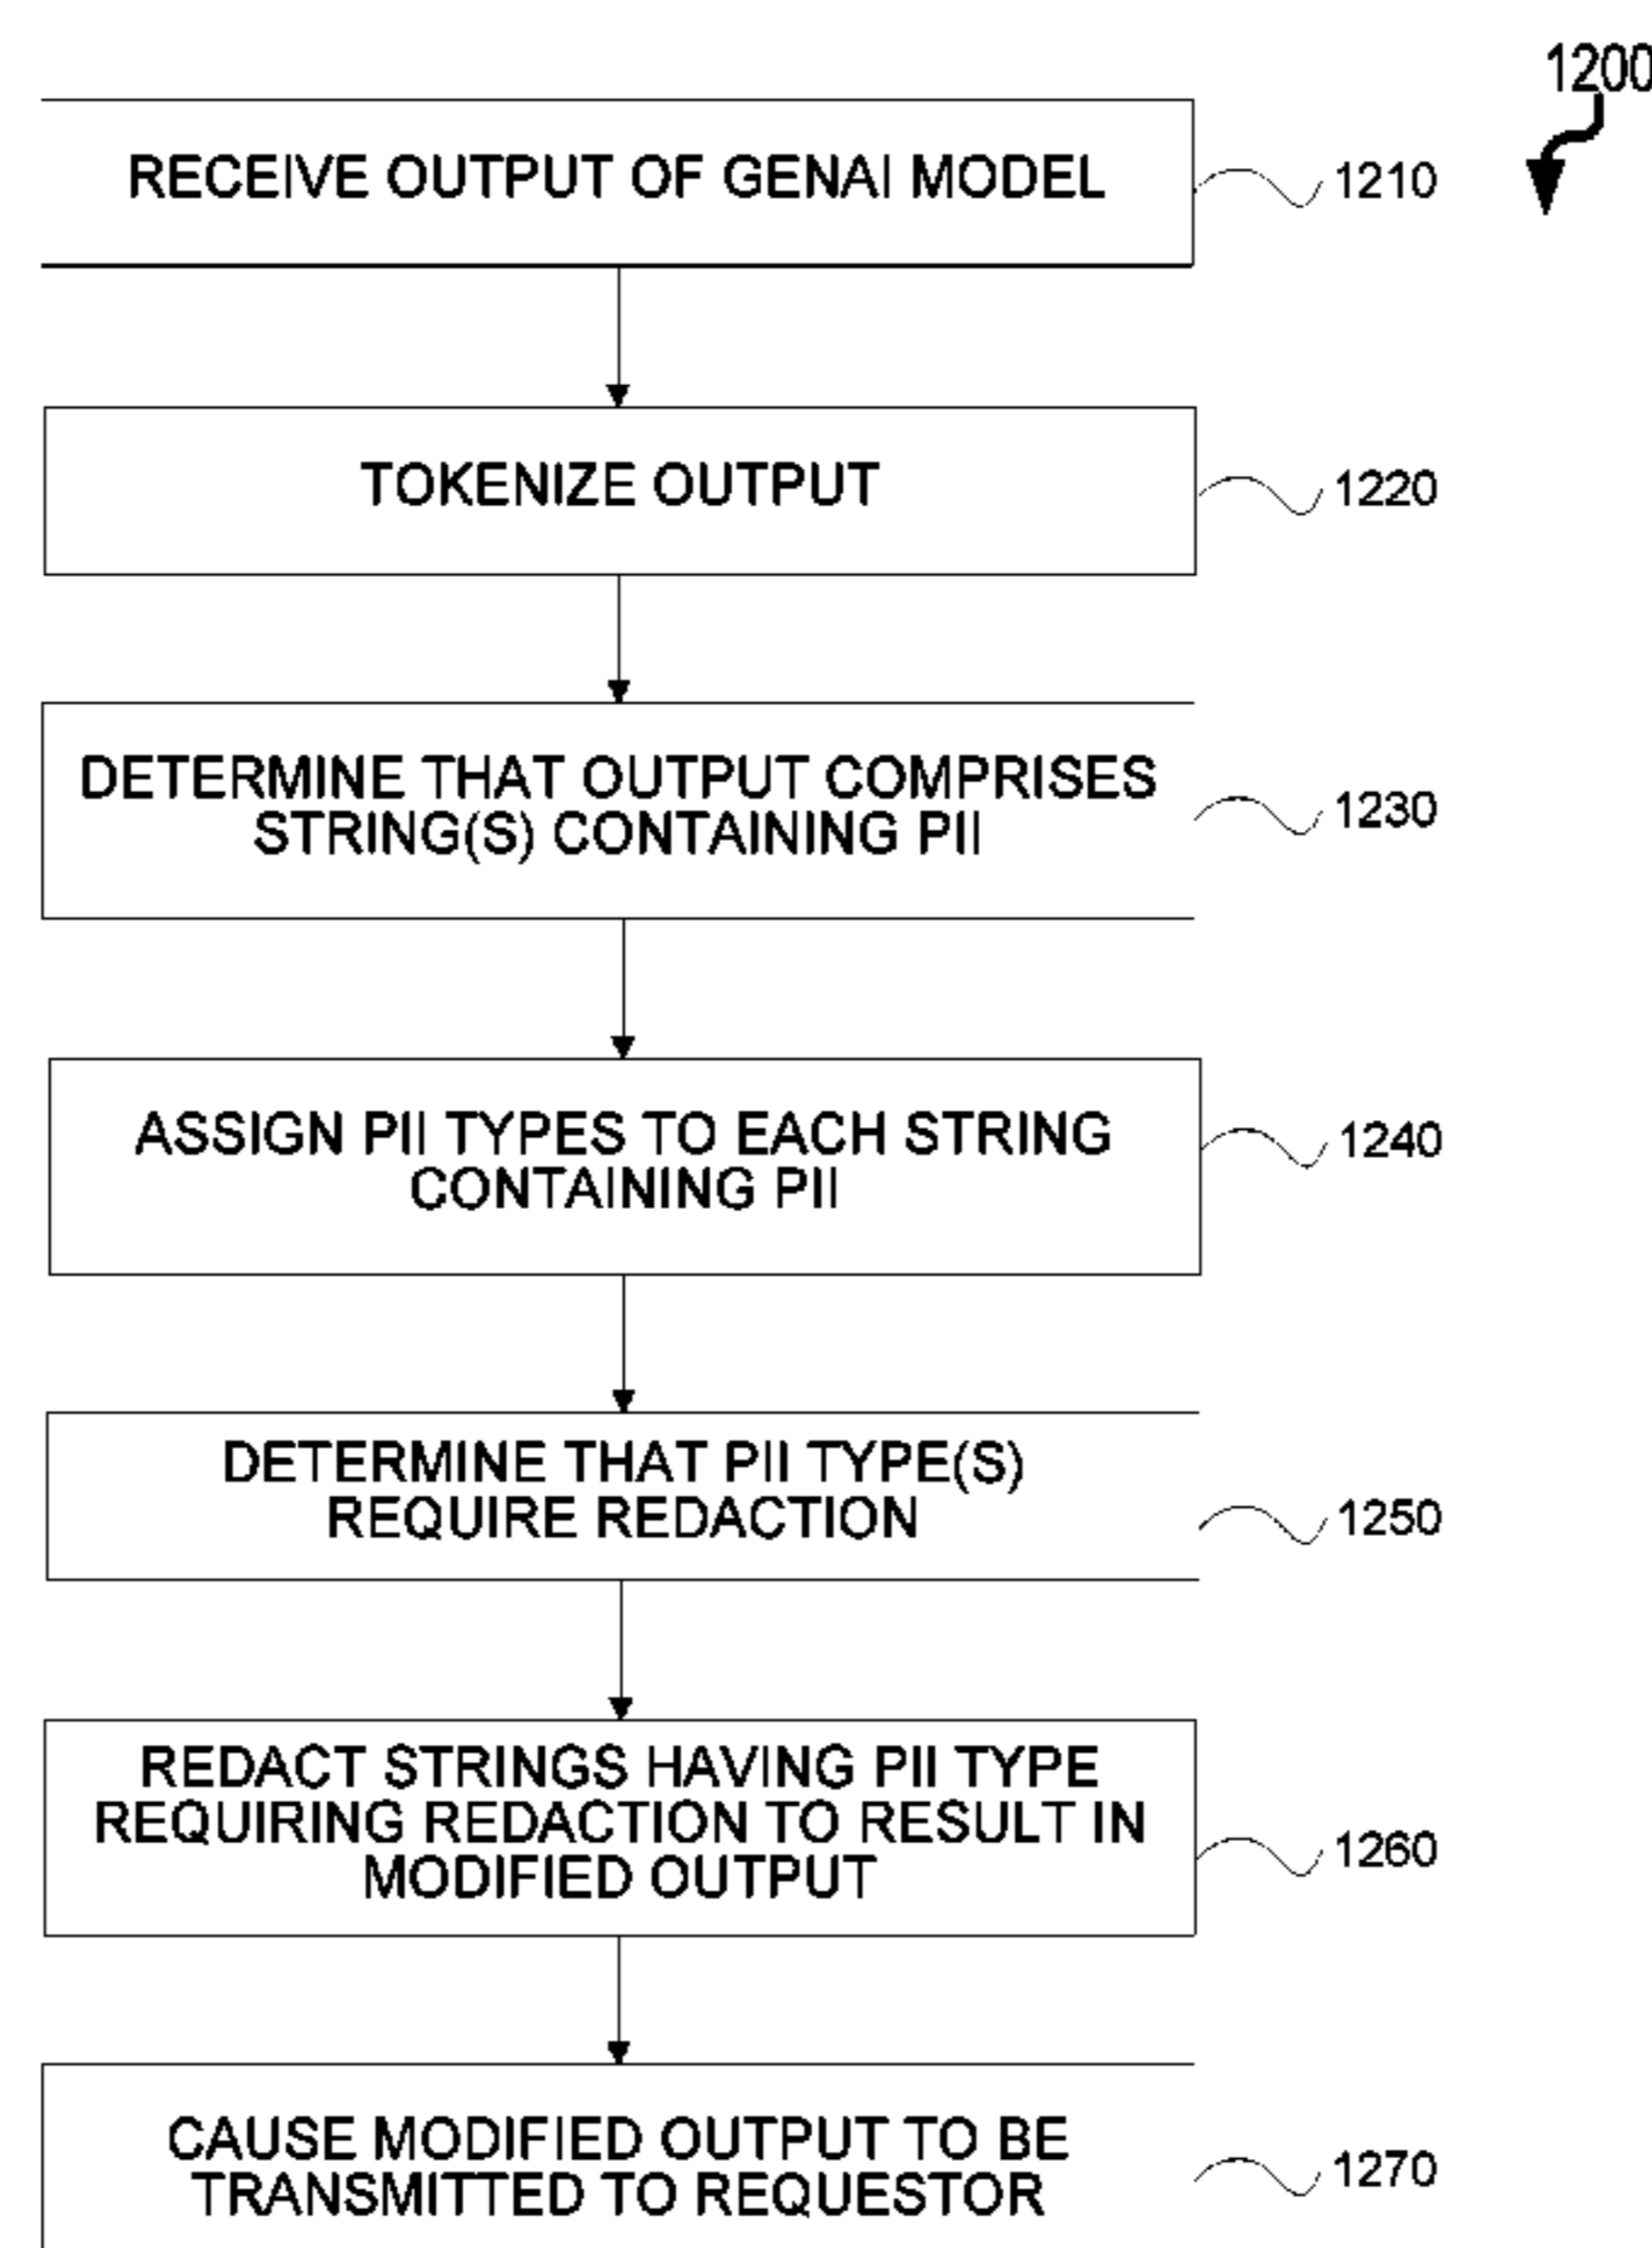 1200
RECEIVE OUTPUT OF GENAI MODEL
1210
TOKENIZE OUTPUT
1220
DETERMINE THAT OUTPUT COMPRISES
STRING(S) CONTAINING PII
1230
ASSIGN PII TYPES TO EACH STRING
CONTAINING PII
1240
DETERMINE THAT PII TYPE(S)
REQUIRE REDACTION
1250
REDACT STRINGS HAVING PII TYPE
REQUIRING REDACTION TO RESULT IN
MODIFIED OUTPUT
1260
CAUSE MODIFIED OUTPUT TO BE
TRANSMITTED TO REQUESTOR
1270